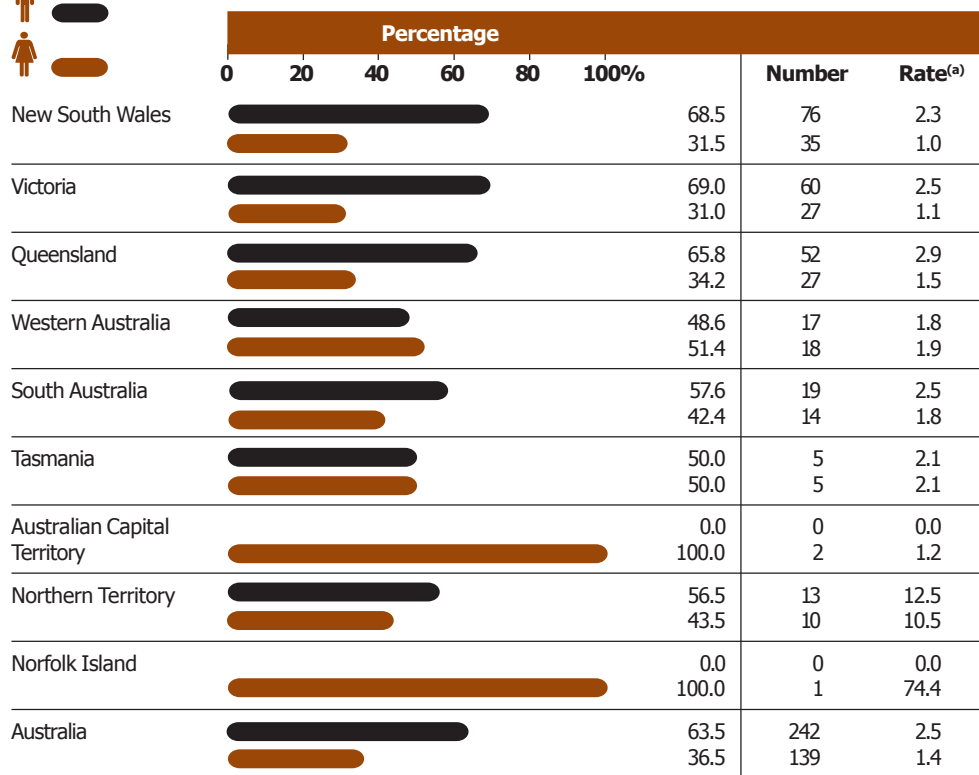 Percentage
0 20 40 60 80 100% Number Rate(a)
New South Wales 68.5 76 2.3
31.5 35 1.0
Victoria 69.0 60 2.5
31.0 27 1.1
Queensland 65.8 52 2.9
34.2 27 1.5
Western Australia 48.6 17 1.8
51.4 18 1.9
South Australia 57.6 19 2.5
42.4 14 1.8
Tasmania 50.0 5 2.1
50.0 5 2.1
Australian Capital 0.0 0 0.0
Territory 100.0 2 1.2
Northern Territory 56.5 13 12.5
43.5 10 10.5
Norfolk Island 0.0 0 0.0
100.0 1 74.4
Australia 63.5 242 2.5
36.5 139 1.4